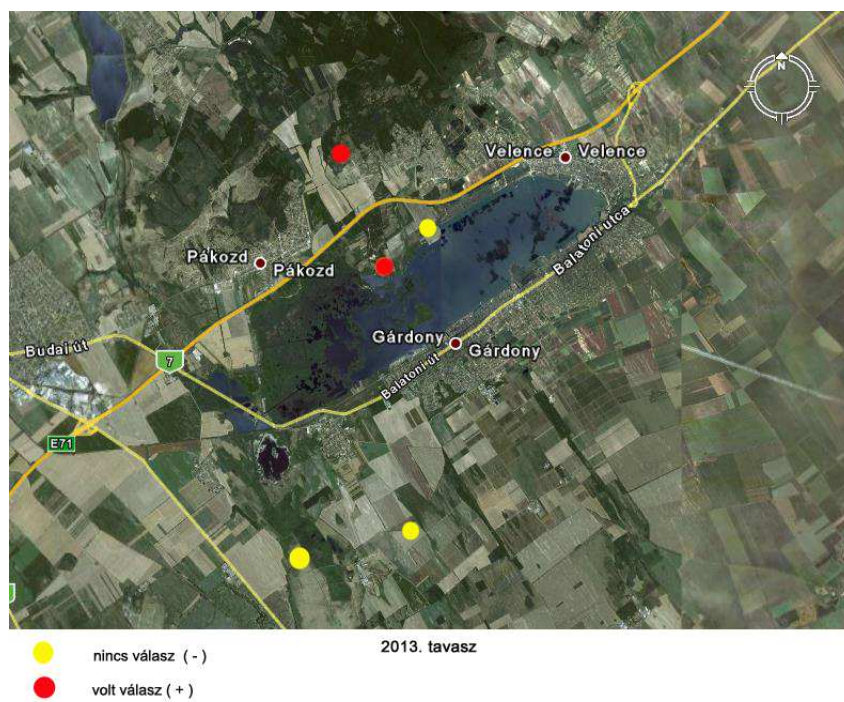 N
Velence
Velence
Balatoni utca
Pákozd
Pákozd
Gárdony
Gárdony
Balatoni út
Budai út
7
E71
2013. tavasz
nincs válasz ( - )
volt válasz ( + )